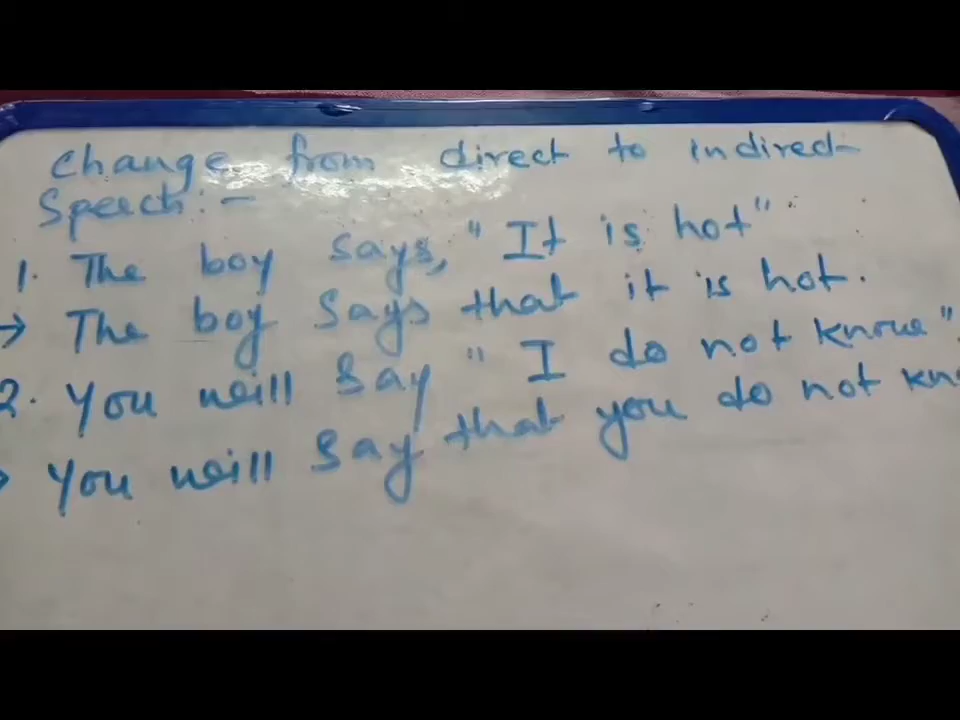 Change from direct to indirect
Speech:-
1. The boy says, "It is hot".
→ The boy says that it is hot.
2. You will say "I do not know".
You will say that you do not